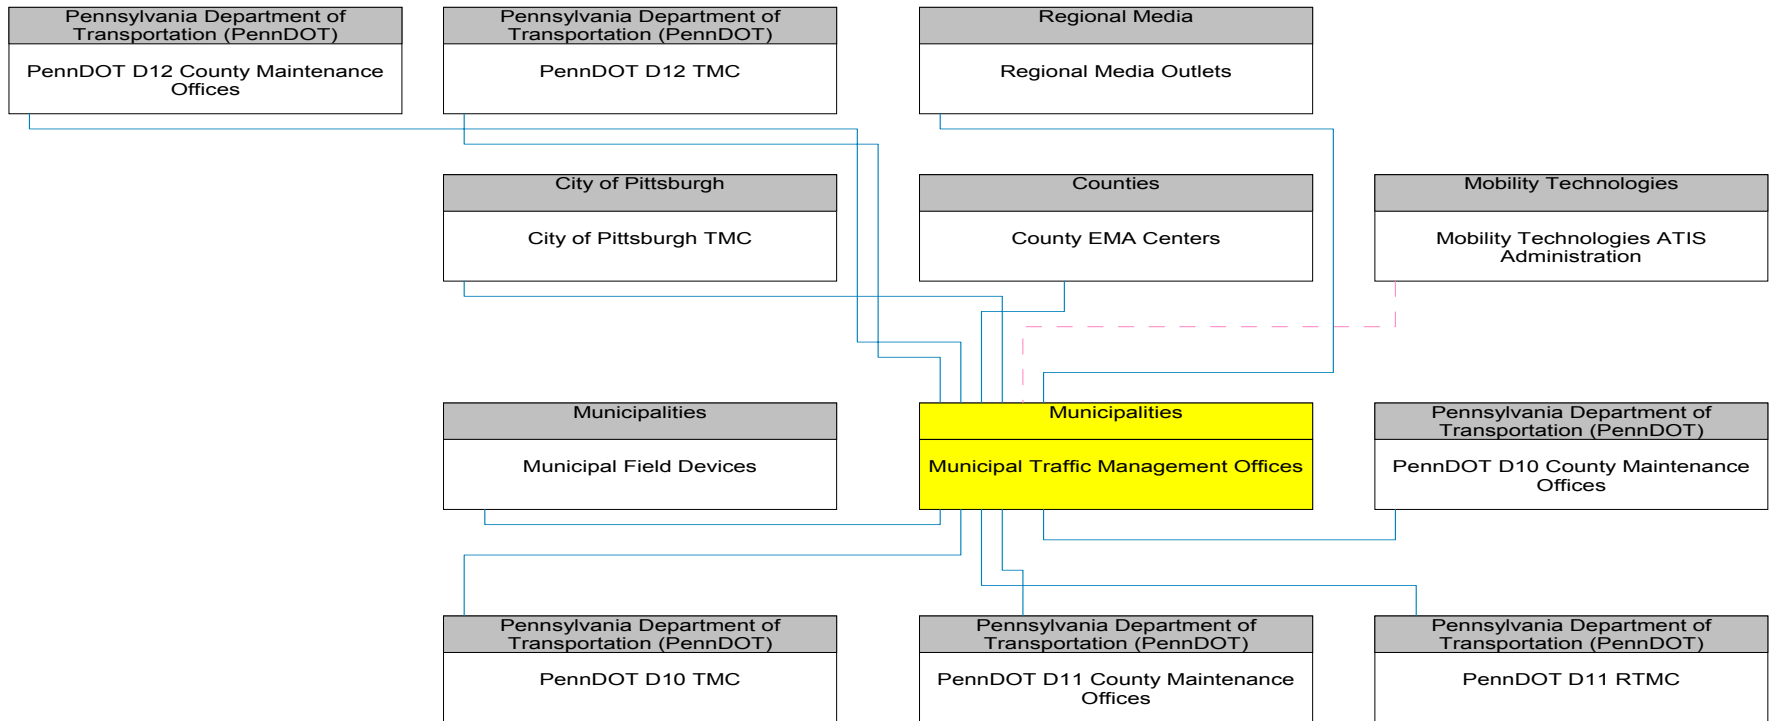 Pennsylvania Department of
Transportation (PennDOT)
PennDOT D12 County Maintenance
Offices
Pennsylvania Department of
Transportation (PennDOT)
PennDOT D12 TMC
Regional Media
Regional Media Outlets
City of Pittsburgh
City of Pittsburgh TMC
Counties
County EMA Centers
Mobility Technologies
Mobility Technologies ATIS
Administration
Municipalities
Municipal Field Devices
Municipalities
Municipal Traffic Management Offices
Pennsylvania Department of
Transportation (PennDOT)
PennDOT D10 County Maintenance
Offices
Pennsylvania Department of
Transportation (PennDOT)
PennDOT D10 TMC
Pennsylvania Department of
Transportation (PennDOT)
PennDOT D11 County Maintenance
Offices
Pennsylvania Department of
Transportation (PennDOT)
PennDOT D11 RTMC